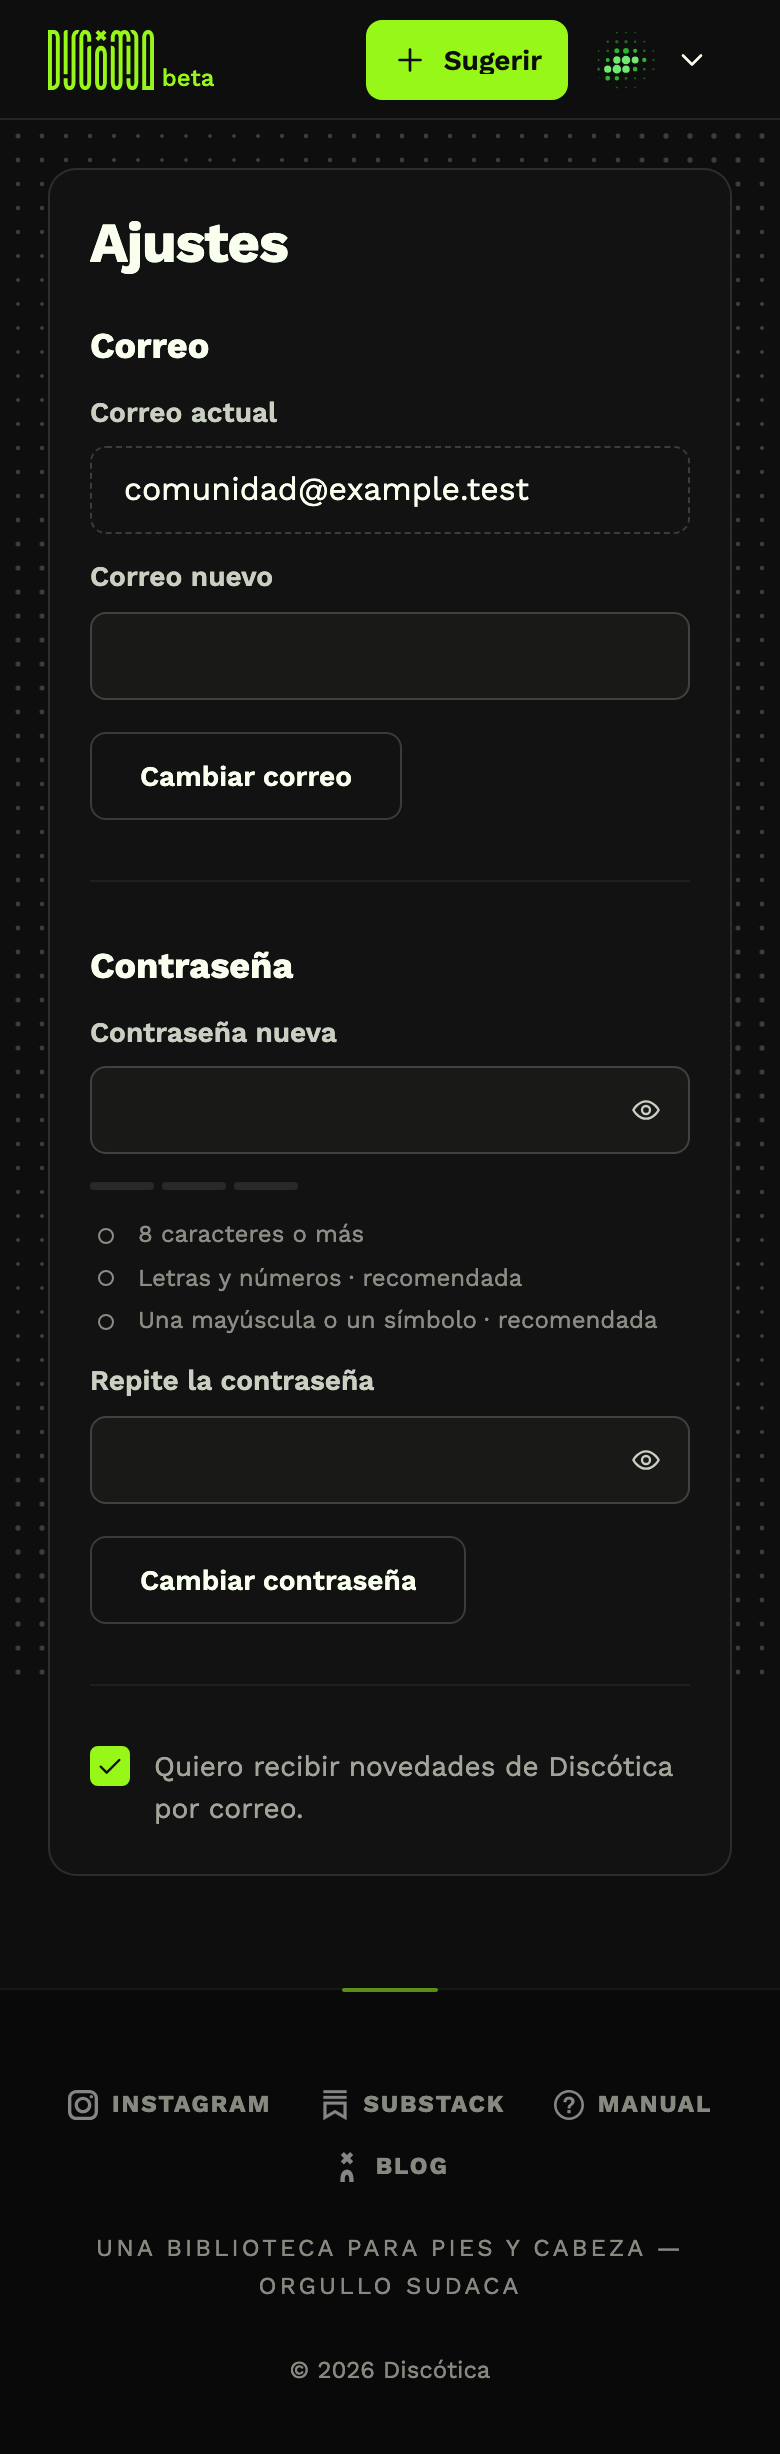 beta
Sugerir
Ajustes
Correo
Correo actual
comunidad@example.test
Correo nuevo
Cambiar correo
Contraseña
Contraseña nueva
8 caracteres o más
Letras y números · recomendada
Una mayúscula o un símbolo · recomendada
Repite la contraseña
Cambiar contraseña
Quiero recibir novedades de Discótica
por correo.
INSTAGRAM
SUBSTACK
MANUAL
BLOG
UNA BIBLIOTECA PARA PIES Y CABEZA —
ORGULLO SUDACA
© 2026 Discótica